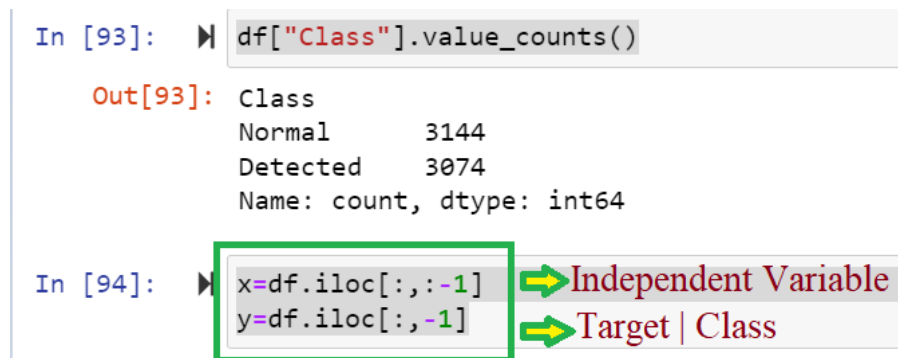 In [93]: df["Class"].value_counts()
Out[93]: Class
Normal 3144
Detected 3074
Name: count, dtype: int64
In [94]: x=df.iloc[:,:-1] Independent Variable
y=df.iloc[:,-1] Target | Class